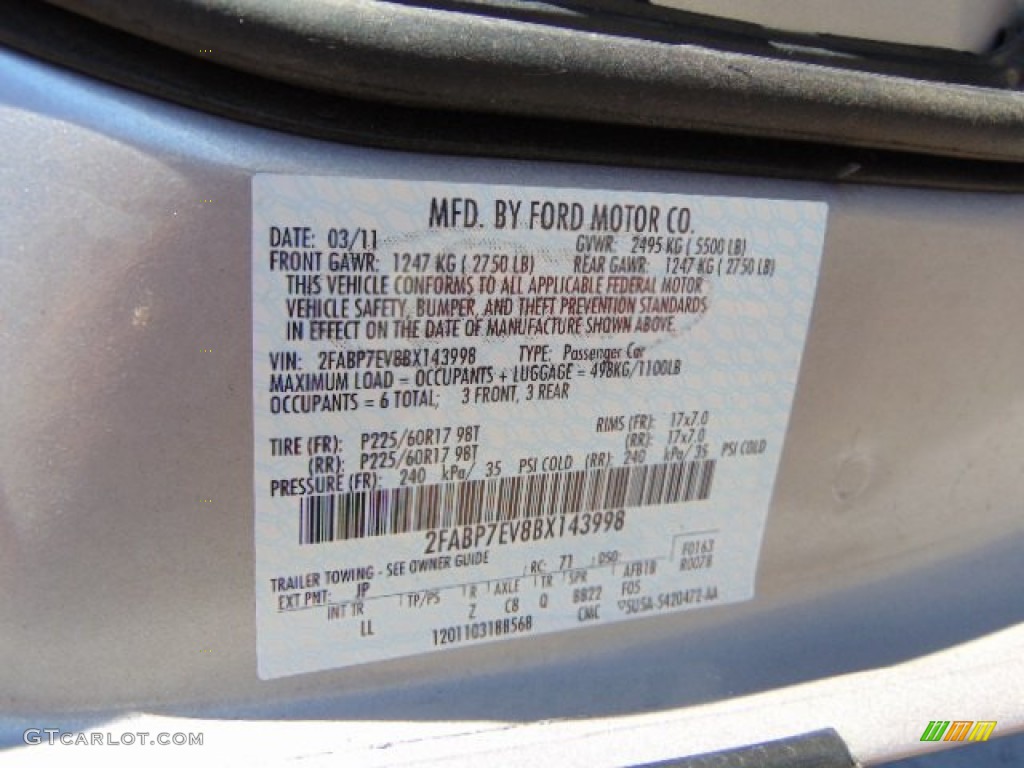 MFD. BY FORD MOTOR CO.
DATE: 03/11 GVWR: 2495 KG ( 5500 LB)
FRONT GAWR: 1247 KG ( 2750 LB) REAR GAWR: 1247 KG ( 2750 LB)
THIS VEHICLE CONFORMS TO ALL APPLICABLE FEDERAL MOTOR
VEHICLE SAFETY, BUMPER, AND THEFT PREVENTION STANDARDS
IN EFFECT ON THE DATE OF MANUFACTURE SHOWN ABOVE.
VIN: 2FABP7EV8BX143998 TYPE: Passenger Car
MAXIMUM LOAD = OCCUPANTS + LUGGAGE = 498KG/1100LB
OCCUPANTS = 6 TOTAL; 3 FRONT, 3 REAR
TIRE (FR): P225/60R17 98T RIMS (FR): 17x7.0
(RR): P225/60R17 98T (RR): 17x7.0
PRESSURE (FR): 240 kPa/ 35 PSI COLD (RR): 240 kPa/ 35 PSI COLD
2FABP7EV8BX143998
TRAILER TOWING - SEE OWNER GUIDE RC: 71 DSO: F0163
EXT PNT: JP AFB1B R0078
INT TR TP/PS R AXLE TR SPR F05
LL Z C8 Q BB22
120110318B568 CMC 5U5A-5420472-AA
GTCARLOT.COM